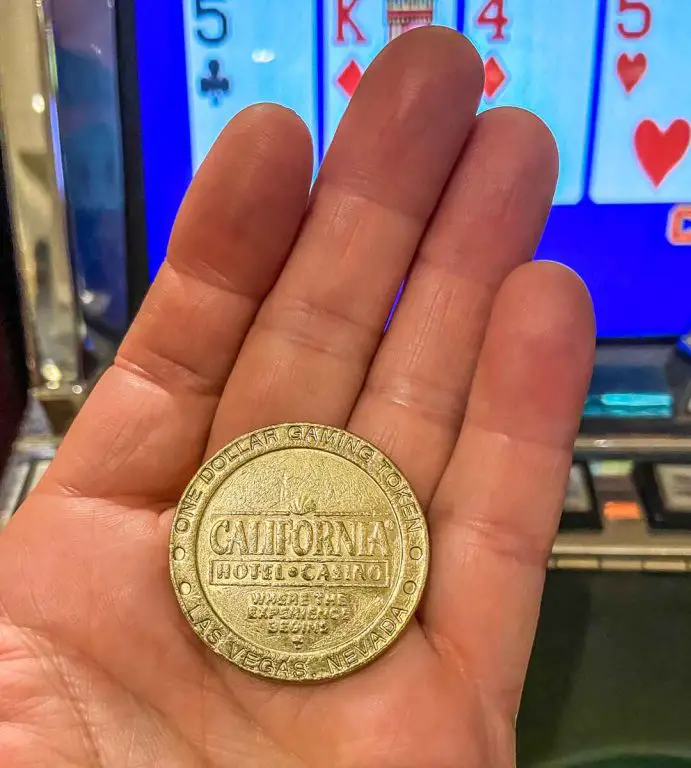 5
K
4
5
C
ONE DOLLAR GAMING TOKEN
CALIFORNIA
HOTEL • CASINO
WHERE THE
EXPERIENCE
BEGINS
LAS VEGAS, NEVADA